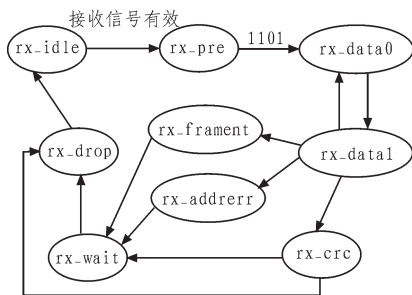 接收信号有效
rx_idle
rx_pre
1101
rx_data0
rx_frament
rx_drop
rx_data1
rx_addrerr
rx_wait
rx_crc